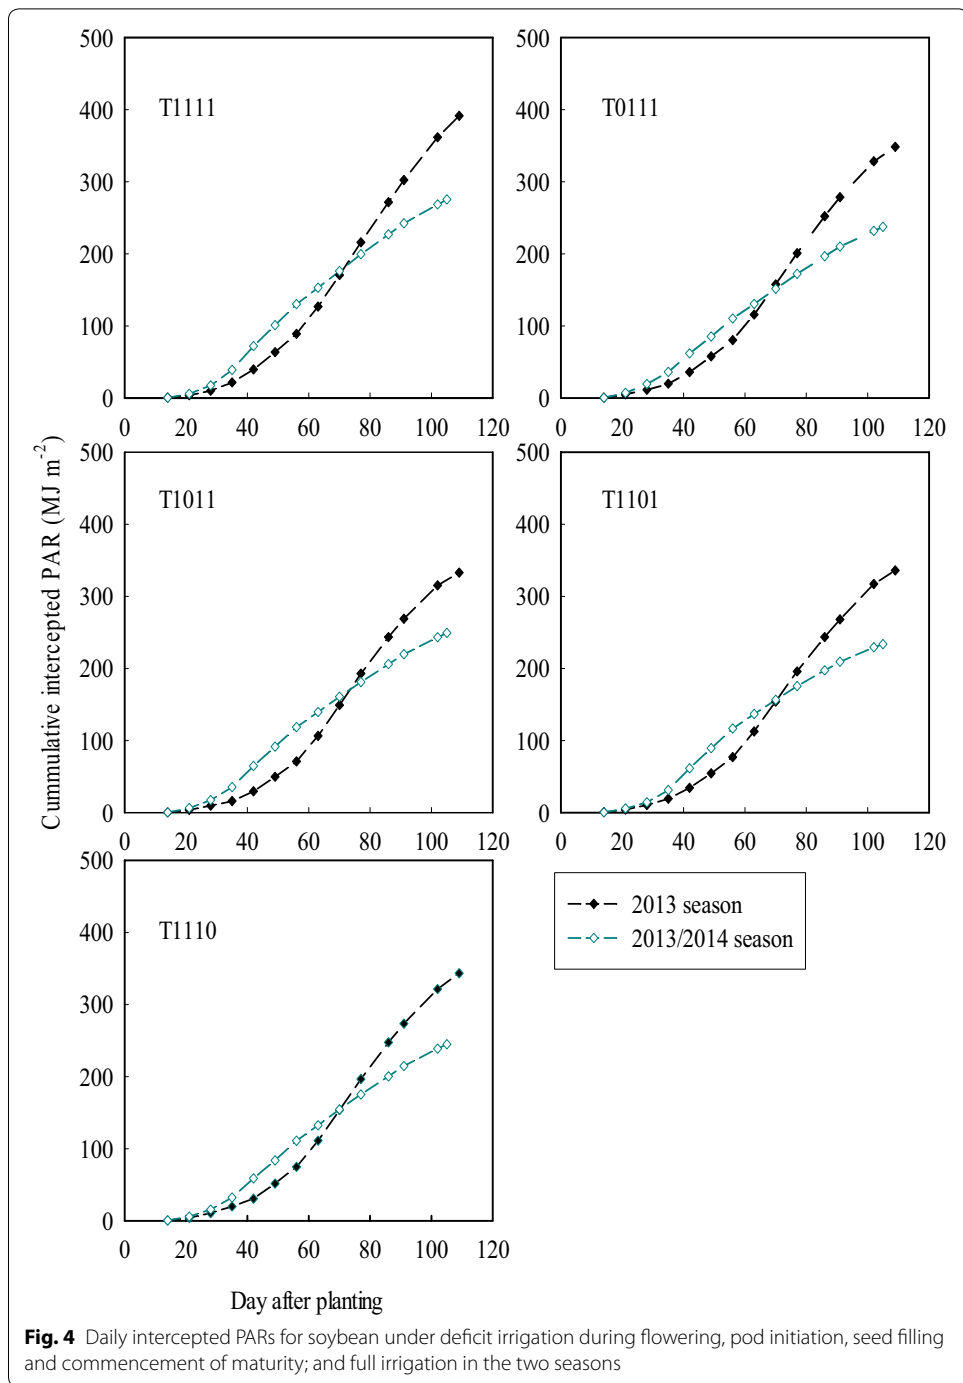 500
400
300
200
100
0
T1111
0 20 40 60 80 100 120
500
400
300
200
100
0
T0111
0 20 40 60 80 100 120
Cummulative intercepted PAR (MJ m-2)
500
400
300
200
100
0
T1011
0 20 40 60 80 100 120
500
400
300
200
100
0
T1101
0 20 40 60 80 100 120
500
400
300
200
100
0
T1110
0 20 40 60 80 100 120
2013 season
2013/2014 season
Day after planting
Fig. 4 Daily intercepted PARs for soybean under deficit irrigation during flowering, pod initiation, seed filling
and commencement of maturity; and full irrigation in the two seasons